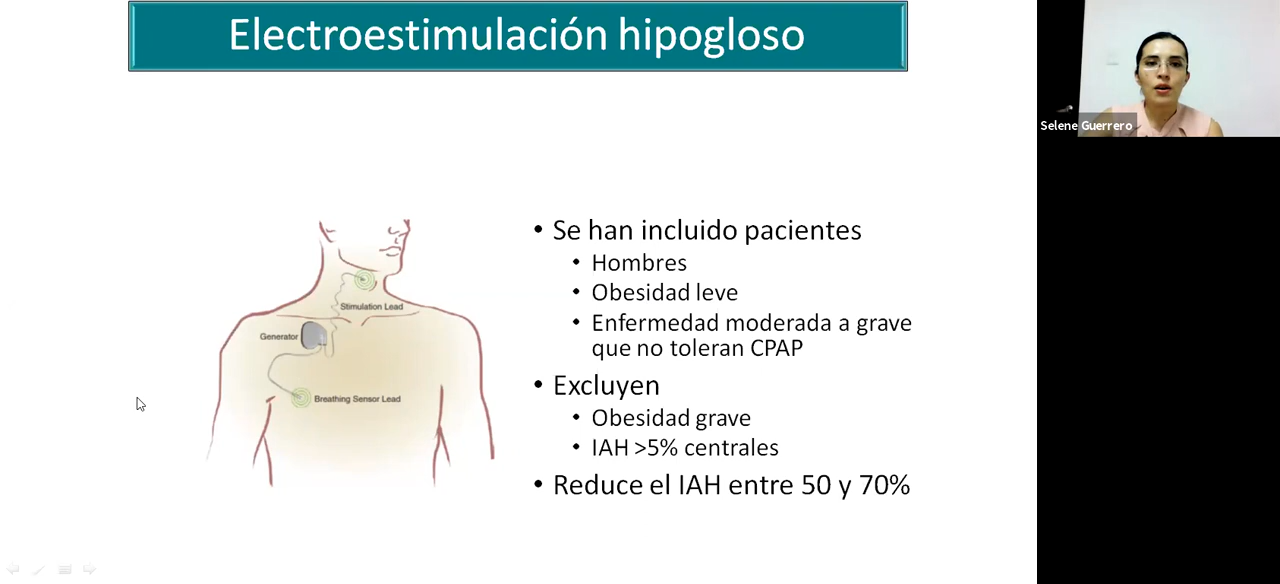 Electroestimulación hipogloso
Selene Guerrero
Stimulation Lead
Generator
Breathing Sensor Lead
• Se han incluido pacientes
• Hombres
• Obesidad leve
• Enfermedad moderada a grave
que no toleran CPAP
• Excluyen
• Obesidad grave
• IAH >5% centrales
• Reduce el IAH entre 50 y 70%